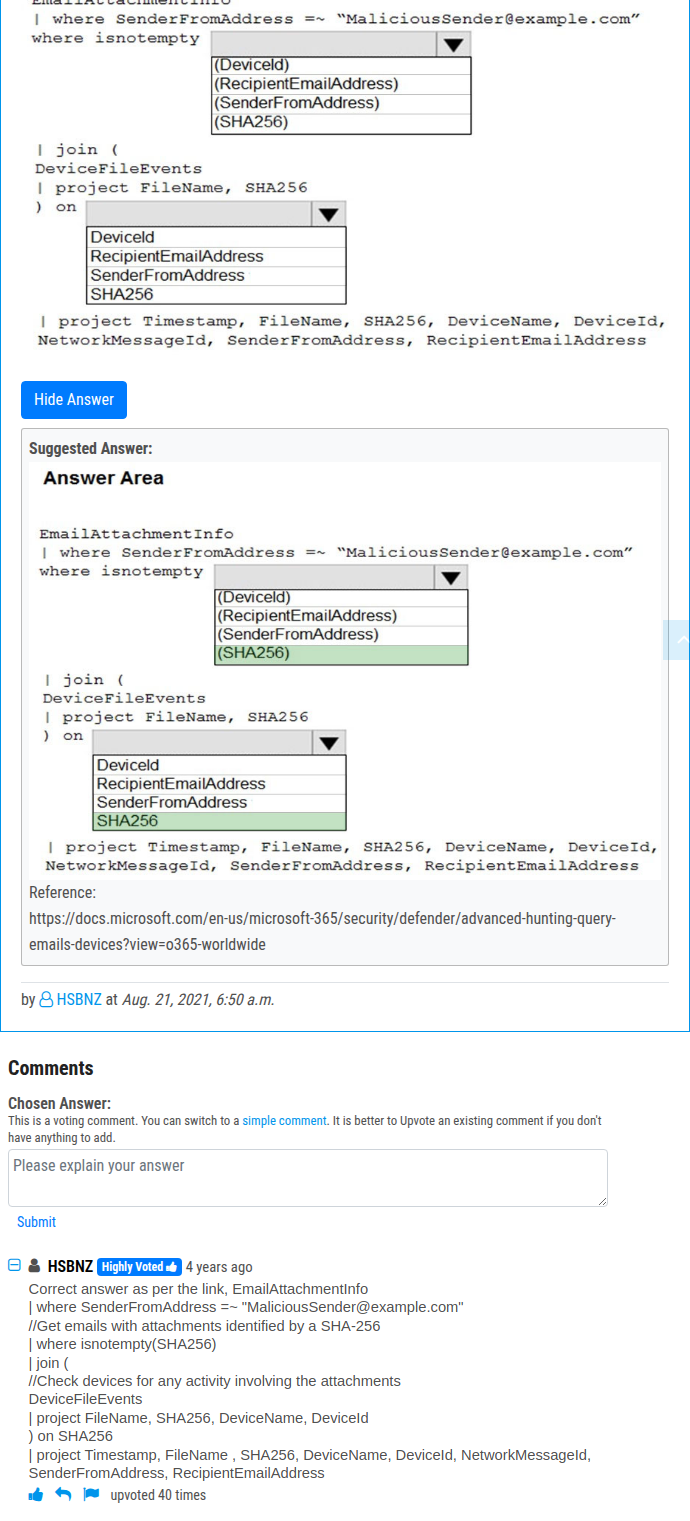 EmailAttachmentInfo
| where SenderFromAddress =~ “MaliciousSender@example.com”
where isnotempty
(DeviceId)
(RecipientEmailAddress)
(SenderFromAddress)
(SHA256)
| join (
DeviceFileEvents
| project FileName, SHA256
) on
DeviceId
RecipientEmailAddress
SenderFromAddress
SHA256
| project Timestamp, FileName, SHA256, DeviceName, DeviceId,
NetworkMessageId, SenderFromAddress, RecipientEmailAddress
Hide Answer
Suggested Answer:
Answer Area
EmailAttachmentInfo
| where SenderFromAddress =~ “MaliciousSender@example.com”
where isnotempty
(DeviceId)
(RecipientEmailAddress)
(SenderFromAddress)
(SHA256)
| join (
DeviceFileEvents
| project FileName, SHA256
) on
DeviceId
RecipientEmailAddress
SenderFromAddress
SHA256
| project Timestamp, FileName, SHA256, DeviceName, DeviceId,
NetworkMessageId, SenderFromAddress, RecipientEmailAddress
Reference:
https://docs.microsoft.com/en-us/microsoft-365/security/defender/advanced-hunting-query-
emails-devices?view=o365-worldwide
by HSBNZ at Aug. 21, 2021, 6:50 a.m.
Comments
Chosen Answer:
This is a voting comment. You can switch to a simple comment. It is better to Upvote an existing comment if you don't
have anything to add.
Please explain your answer
Submit
HSBNZ Highly Voted 4 years ago
Correct answer as per the link, EmailAttachmentInfo
| where SenderFromAddress =~ "MaliciousSender@example.com"
//Get emails with attachments identified by a SHA-256
| where isnotempty(SHA256)
| join (
//Check devices for any activity involving the attachments
DeviceFileEvents
| project FileName, SHA256, DeviceName, DeviceId
) on SHA256
| project Timestamp, FileName , SHA256, DeviceName, DeviceId, NetworkMessageId,
SenderFromAddress, RecipientEmailAddress
upvoted 40 times